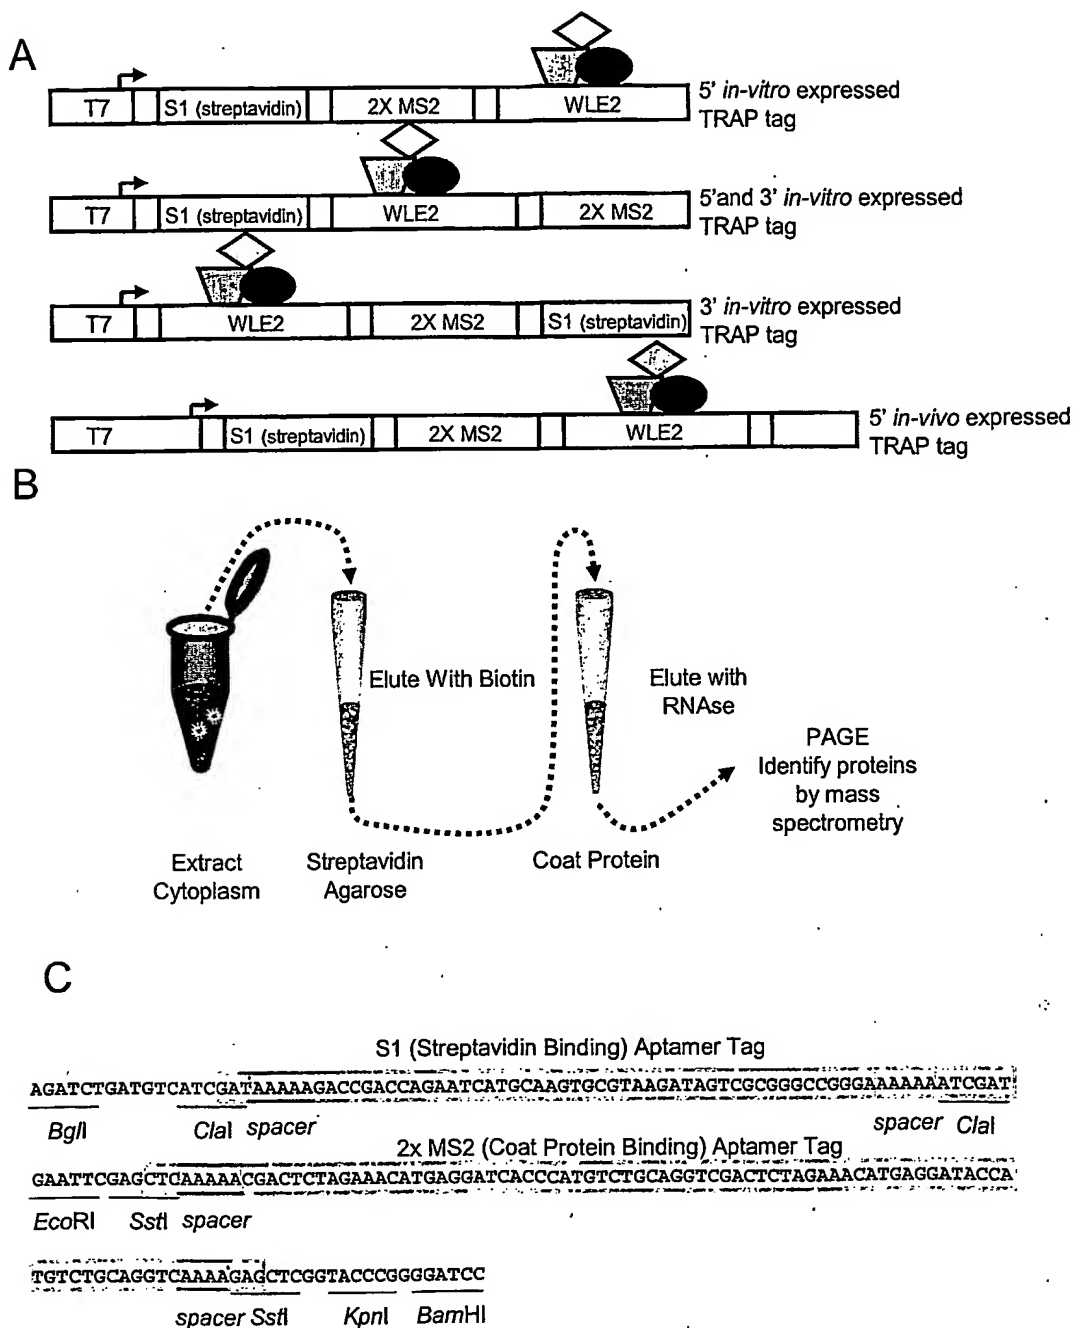 A
T7 S1 (streptavidin) 2X MS2 WLE2
5' in-vitro expressed
TRAP tag
T7 S1 (streptavidin) WLE2 2X MS2
5'and 3' in-vitro expressed
TRAP tag
T7 WLE2 2X MS2 S1 (streptavidin)
3' in-vitro expressed
TRAP tag
T7 S1 (streptavidin) 2X MS2 WLE2
5' in-vivo expressed
TRAP tag
B
Elute With Biotin
Elute with
RNAse
PAGE
Identify proteins
by mass
spectrometry
Extract
Cytoplasm
Streptavidin
Agarose
Coat Protein
C
S1 (Streptavidin Binding) Aptamer Tag
AGATCTGATGTCATCGATAAAAAGACCGACCAGAATCATGCAAGTGCGTAAGATAGTCGCGGGCCGGGAAAAAAATCGAT
BglI ClaI spacer spacer ClaI
2x MS2 (Coat Protein Binding) Aptamer Tag
GAATTCGAGCTCAAAAACGACTCTAGAAACATGAGGATCACCCATGTCTGCAGGTCGACTCTAGAAACATGAGGATACCA
EcoRI SstI spacer
TGTCTGCAGGTCAAAAGAGCTCGGTACCCGGGGATCC
spacer SstI KpnI BamHI